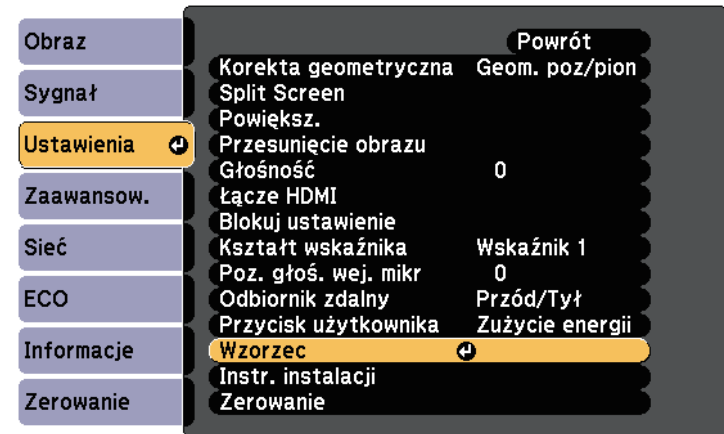 Obraz
Sygnał
Ustawienia
Zaawansow.
Sieć
ECO
Informacje
Zerowanie
Powrót
Korekta geometryczna Geom. poz/pion
Split Screen
Powiększ.
Przesunięcie obrazu
Głośność 0
Łącze HDMI
Blokuj ustawienie
Kształt wskaźnika Wskaźnik 1
Poz. głoś. wej. mikr 0
Odbiornik zdalny Przód/Tył
Przycisk użytkownika Zużycie energii
Wzorzec
Instr. instalacji
Zerowanie